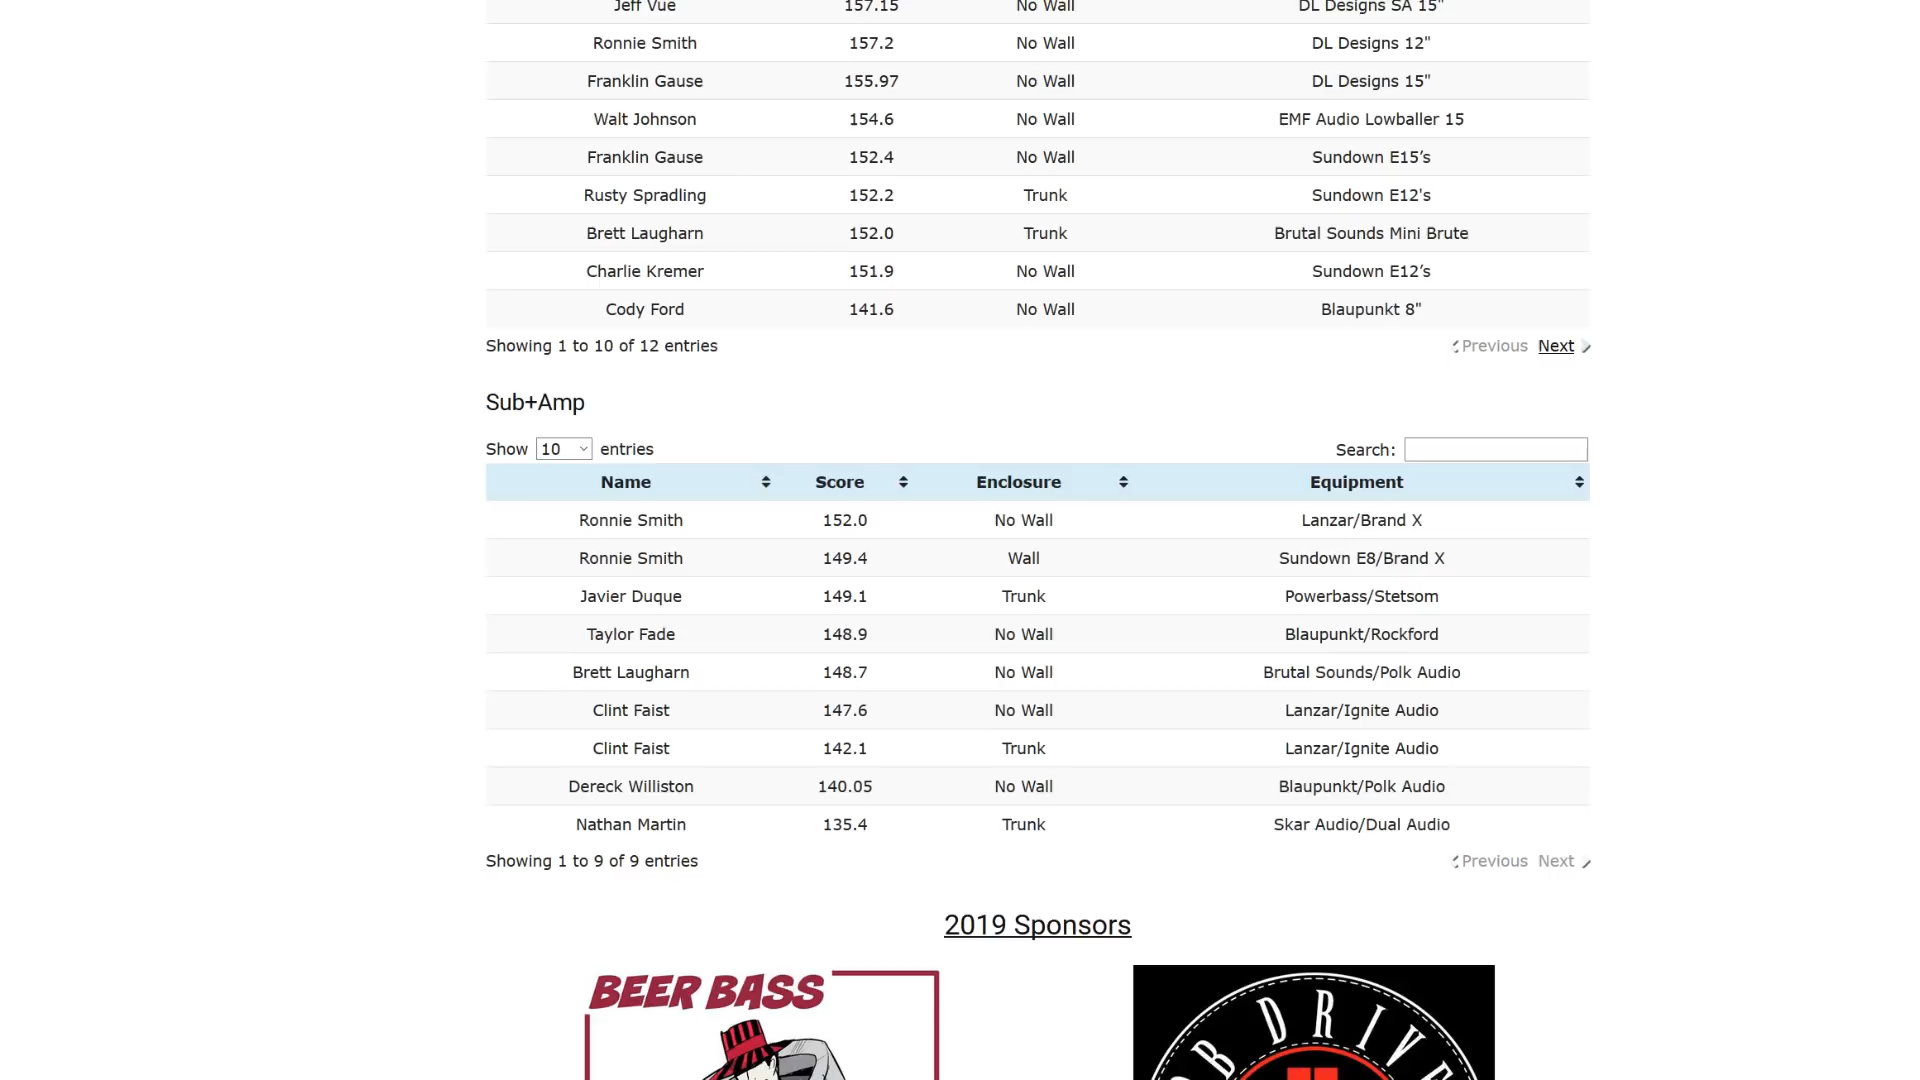 Jeff Vue 157.15 No Wall DL Designs SA 15"
Ronnie Smith 157.2 No Wall DL Designs 12"
Franklin Gause 155.97 No Wall DL Designs 15"
Walt Johnson 154.6 No Wall EMF Audio Lowballer 15
Franklin Gause 152.4 No Wall Sundown E15’s
Rusty Spradling 152.2 Trunk Sundown E12's
Brett Laugharn 152.0 Trunk Brutal Sounds Mini Brute
Charlie Kremer 151.9 No Wall Sundown E12’s
Cody Ford 141.6 No Wall Blaupunkt 8"
Showing 1 to 10 of 12 entries Previous Next
Sub+Amp
Show 10 entries Search:
Name Score Enclosure Equipment
Ronnie Smith 152.0 No Wall Lanzar/Brand X
Ronnie Smith 149.4 Wall Sundown E8/Brand X
Javier Duque 149.1 Trunk Powerbass/Stetsom
Taylor Fade 148.9 No Wall Blaupunkt/Rockford
Brett Laugharn 148.7 No Wall Brutal Sounds/Polk Audio
Clint Faist 147.6 No Wall Lanzar/Ignite Audio
Clint Faist 142.1 Trunk Lanzar/Ignite Audio
Dereck Williston 140.05 No Wall Blaupunkt/Polk Audio
Nathan Martin 135.4 Trunk Skar Audio/Dual Audio
Showing 1 to 9 of 9 entries Previous Next
2019 Sponsors
BEER BASS